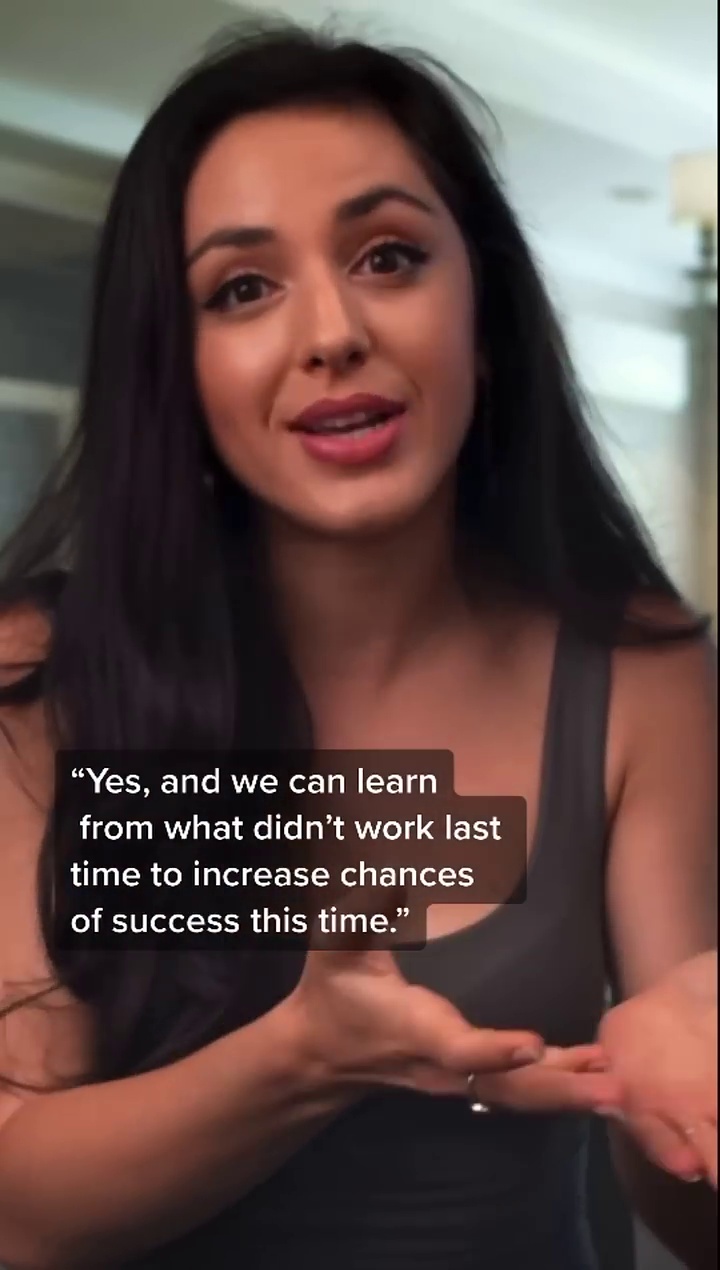 “Yes, and we can learn
from what didn’t work last
time to increase chances
of success this time.”